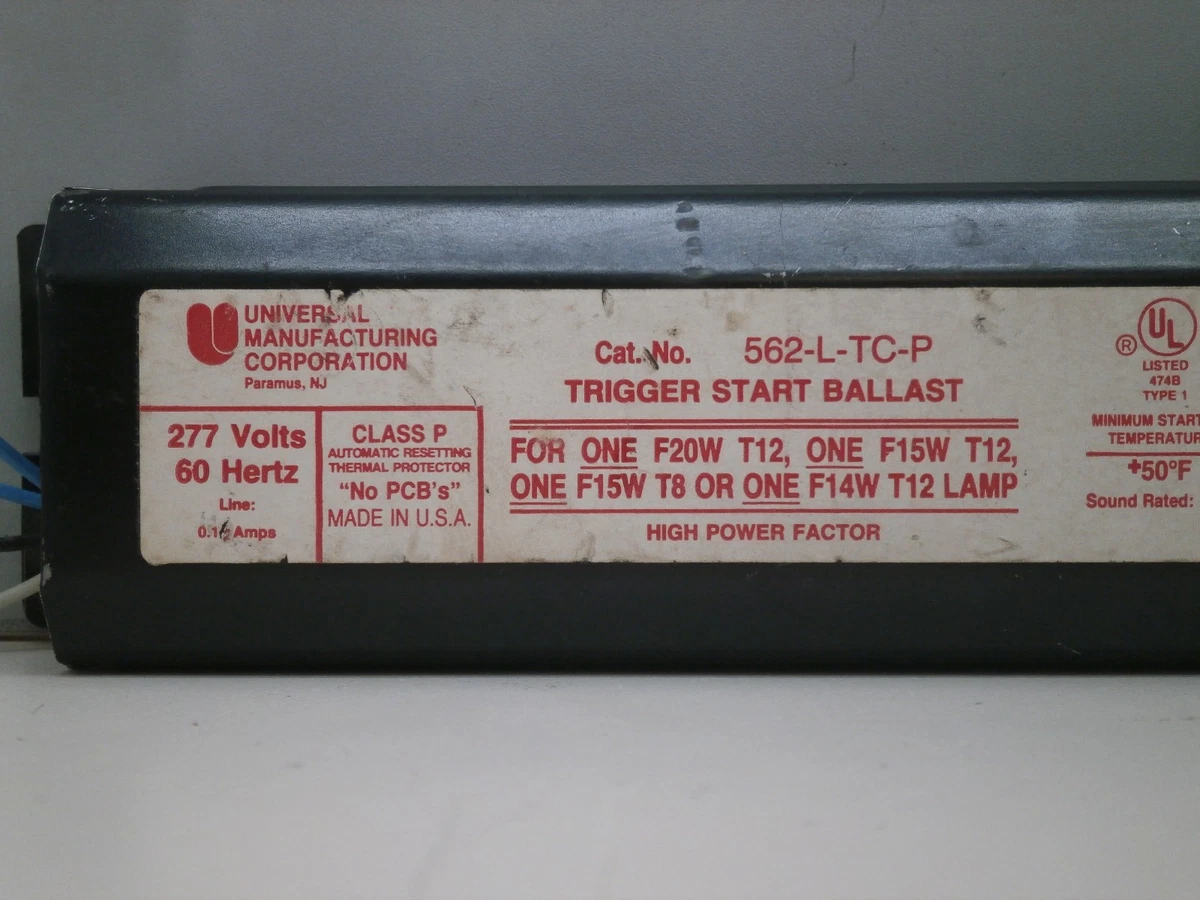 UNIVERSAL
MANUFACTURING
CORPORATION
Paramus, NJ
277 Volts
60 Hertz
Line:
Amps
CLASS P
AUTOMATIC RESETTING
THERMAL PROTECTOR
"No PCB's"
MADE IN U.S.A.
Cat. No. 562-L-TC-P
TRIGGER START BALLAST
FOR ONE F20W T12, ONE F15W T12,
ONE F15W T8 OR ONE F14W T12 LAMP
HIGH POWER FACTOR
® UL
LISTED
474B
TYPE 1
MINIMUM
+50°F
Sound Rated: